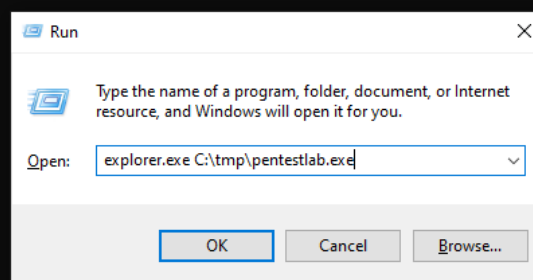 Run
Type the name of a program, folder, document, or Internet
resource, and Windows will open it for you.
Open: explorer.exe C:\tmp\pentestlab.exe
OK Cancel Browse...